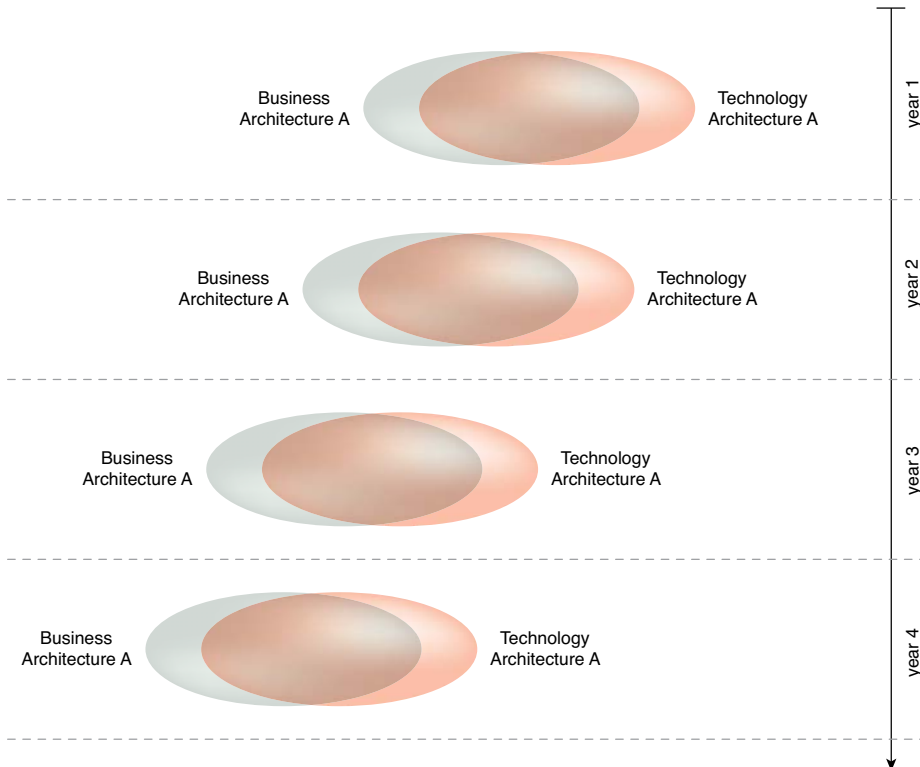 Business
Architecture A
Technology
Architecture A
year 1
Business
Architecture A
Technology
Architecture A
year 2
Business
Architecture A
Technology
Architecture A
year 3
Business
Architecture A
Technology
Architecture A
year 4